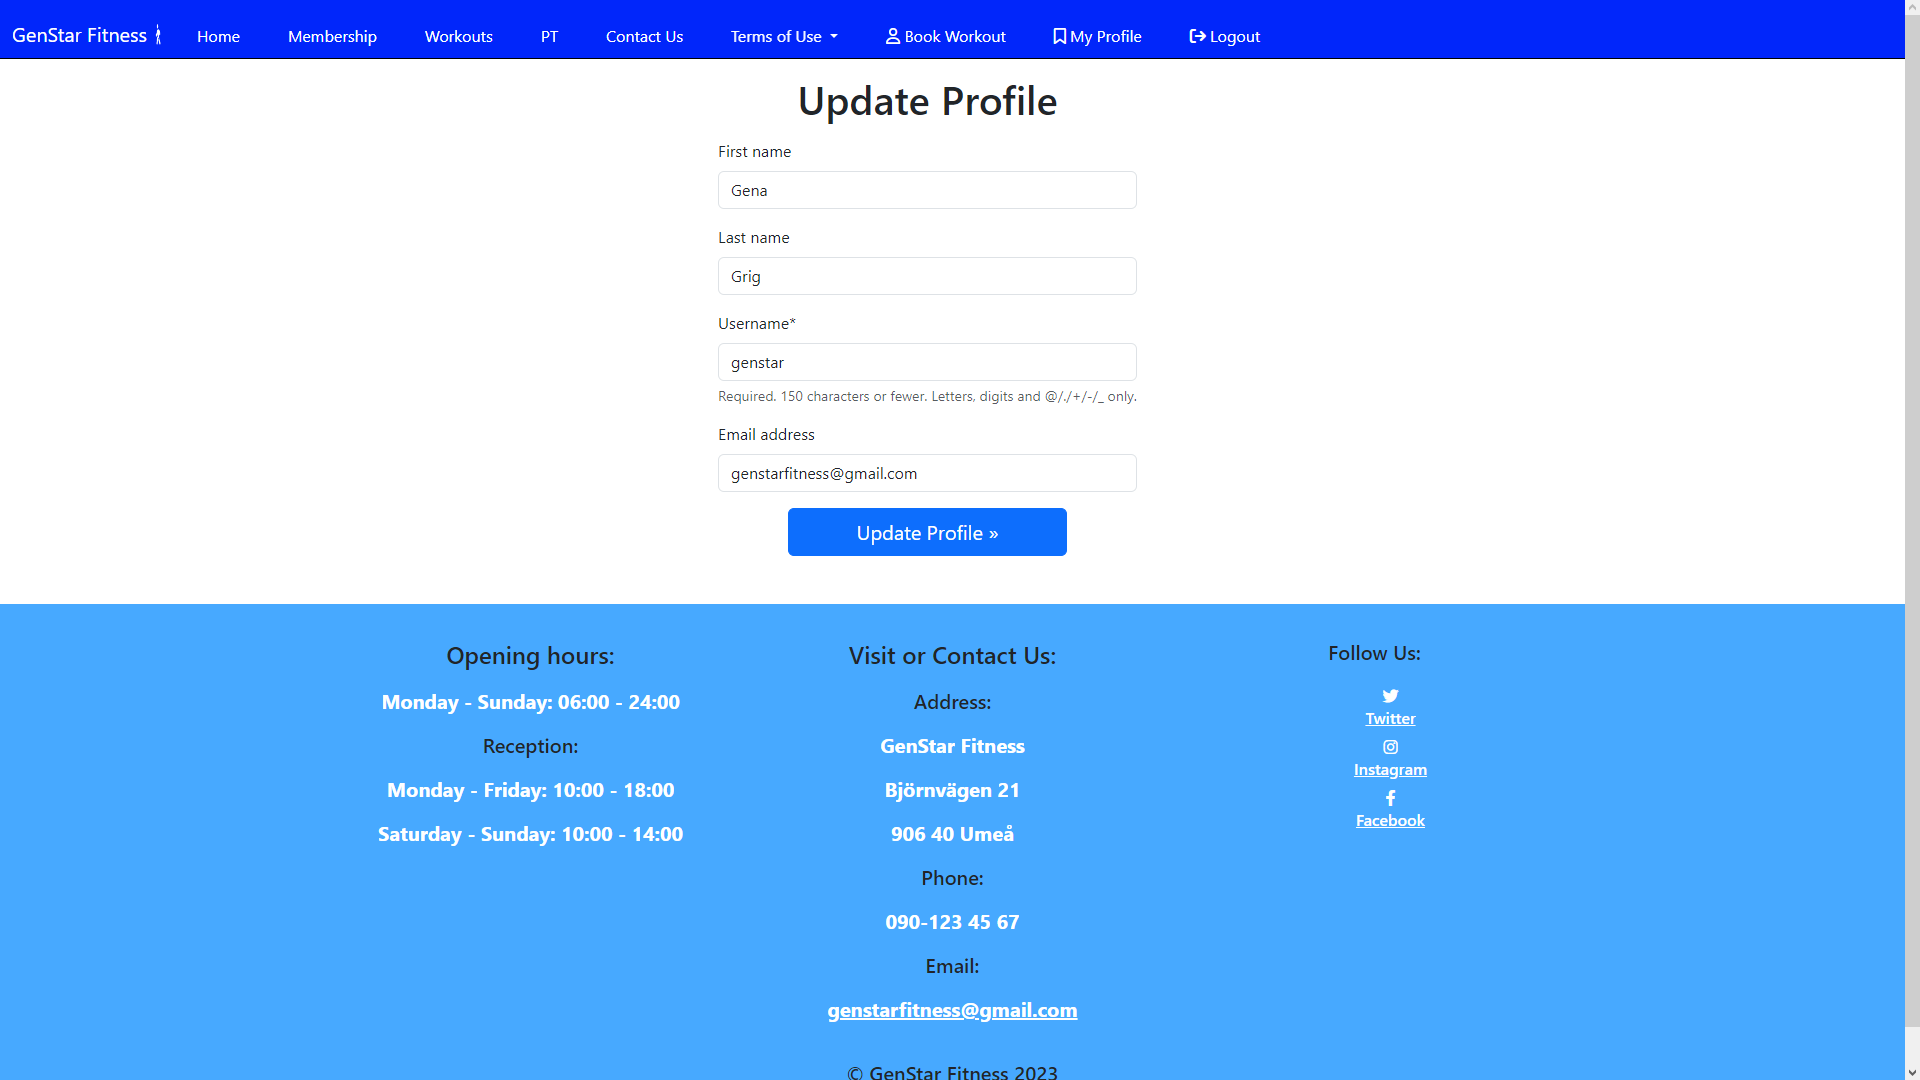 GenStar Fitness Home Membership Workouts PT Contact Us Terms of Use Book Workout My Profile Logout
Update Profile
First name
Gena
Last name
Grig
Username*
genstar
Required. 150 characters or fewer. Letters, digits and @/./+/-/_ only.
Email address
genstarfitness@gmail.com
Update Profile »
Opening hours:
Monday - Sunday: 06:00 - 24:00
Reception:
Monday - Friday: 10:00 - 18:00
Saturday - Sunday: 10:00 - 14:00
Visit or Contact Us:
Address:
GenStar Fitness
Björnvägen 21
906 40 Umeå
Phone:
090-123 45 67
Email:
genstarfitness@gmail.com
Follow Us:
Twitter
Instagram
Facebook
© GenStar Fitness 2023